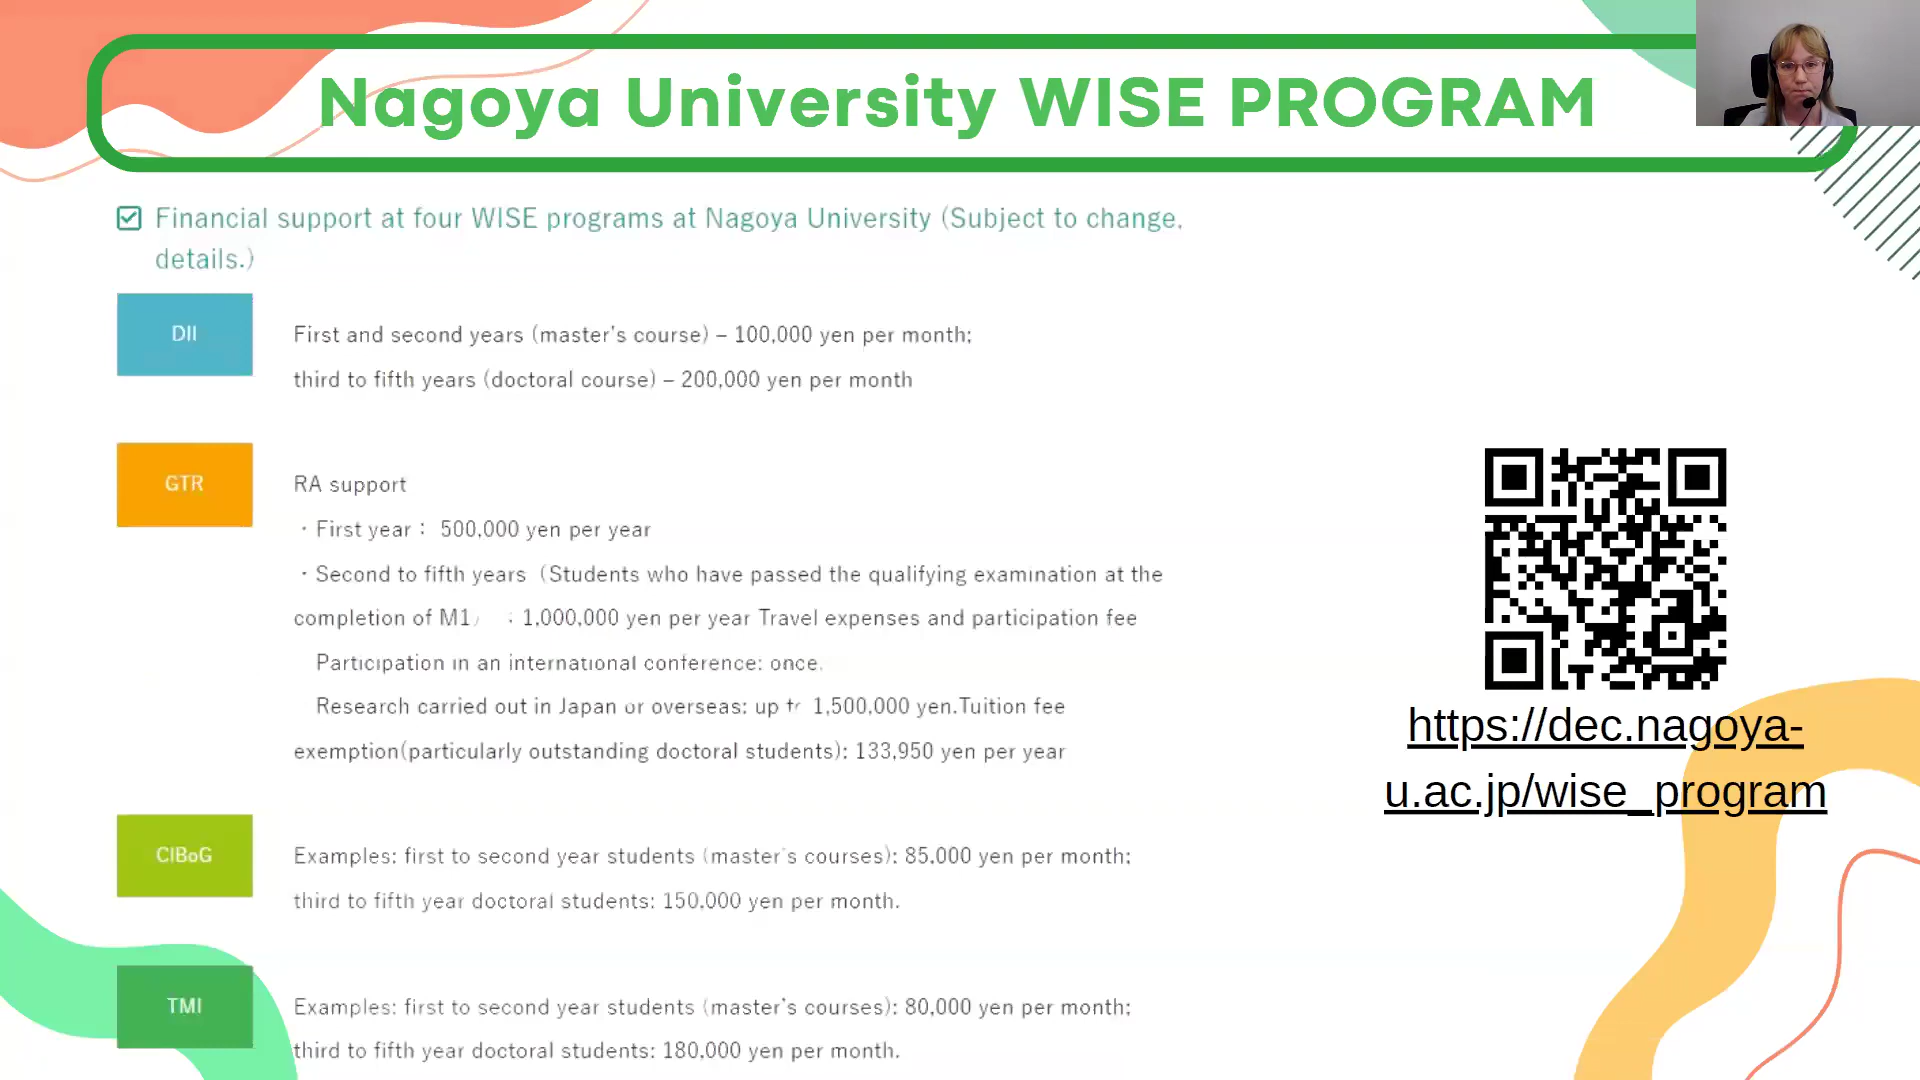 Nagoya University WISE PROGRAM
Financial support at four WISE programs at Nagoya University (Subject to change,
details.)
DII
First and second years (master's course) – 100,000 yen per month;
third to fifth years (doctoral course) – 200,000 yen per month
GTR
RA support
・First year： 500,000 yen per year
・Second to fifth years（Students who have passed the qualifying examination at the
completion of M1） ：1,000,000 yen per year Travel expenses and participation fee
Participation in an international conference: once.
Research carried out in Japan or overseas: up to 1,500,000 yen.Tuition fee
exemption(particularly outstanding doctoral students): 133,950 yen per year
CIBoG
Examples: first to second year students (master's courses): 85,000 yen per month;
third to fifth year doctoral students: 150,000 yen per month.
TMI
Examples: first to second year students (master's courses): 80,000 yen per month;
third to fifth year doctoral students: 180,000 yen per month.
https://dec.nagoya-
u.ac.jp/wise_program